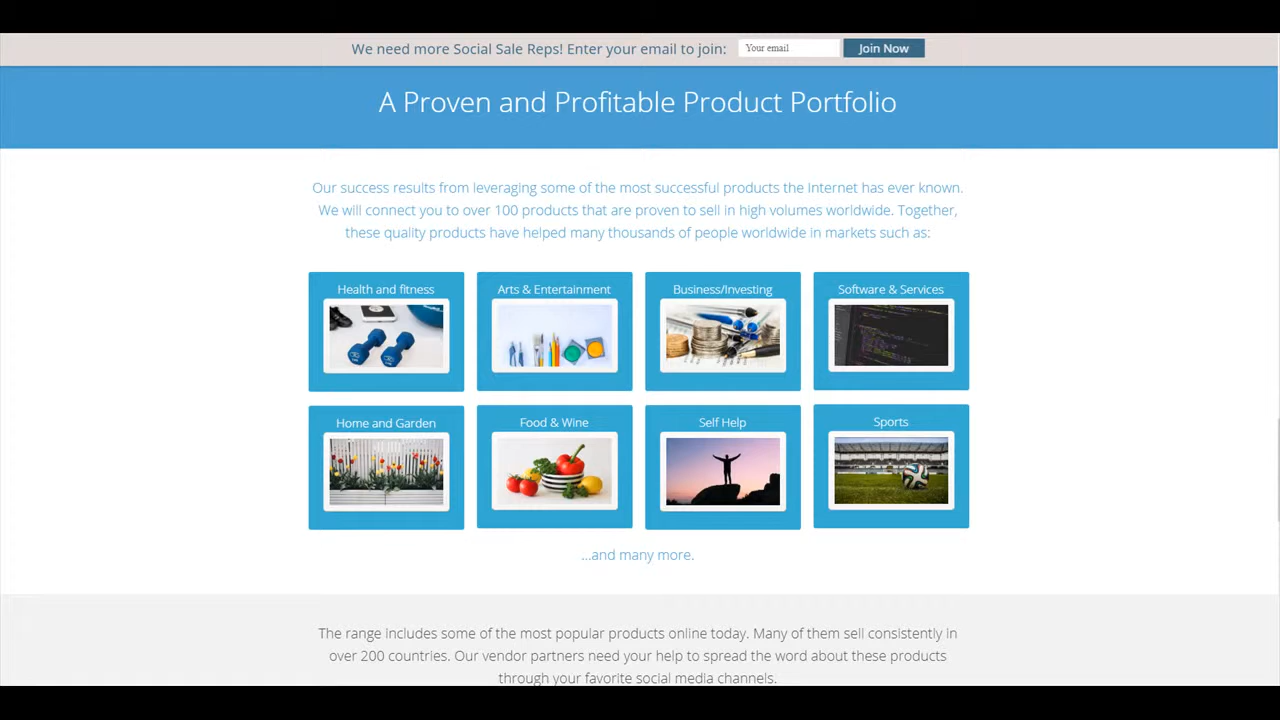 We need more Social Sale Reps! Enter your email to join: Your email Join Now
A Proven and Profitable Product Portfolio
Our success results from leveraging some of the most successful products the internet has ever known.
We will connect you to over 100 products that are proven to sell in high volumes worldwide. Together,
these quality products have helped many thousands of people worldwide in markets such as:
Health and fitness Arts & Entertainment Business/Investing Software & Services
Home and Garden Food & Wine Self Help Sports
...and many more.
The range includes some of the most popular products online today. Many of them sell consistently in
over 200 countries. Our vendor partners need your help to spread the word about these products
through your favorite social media channels.